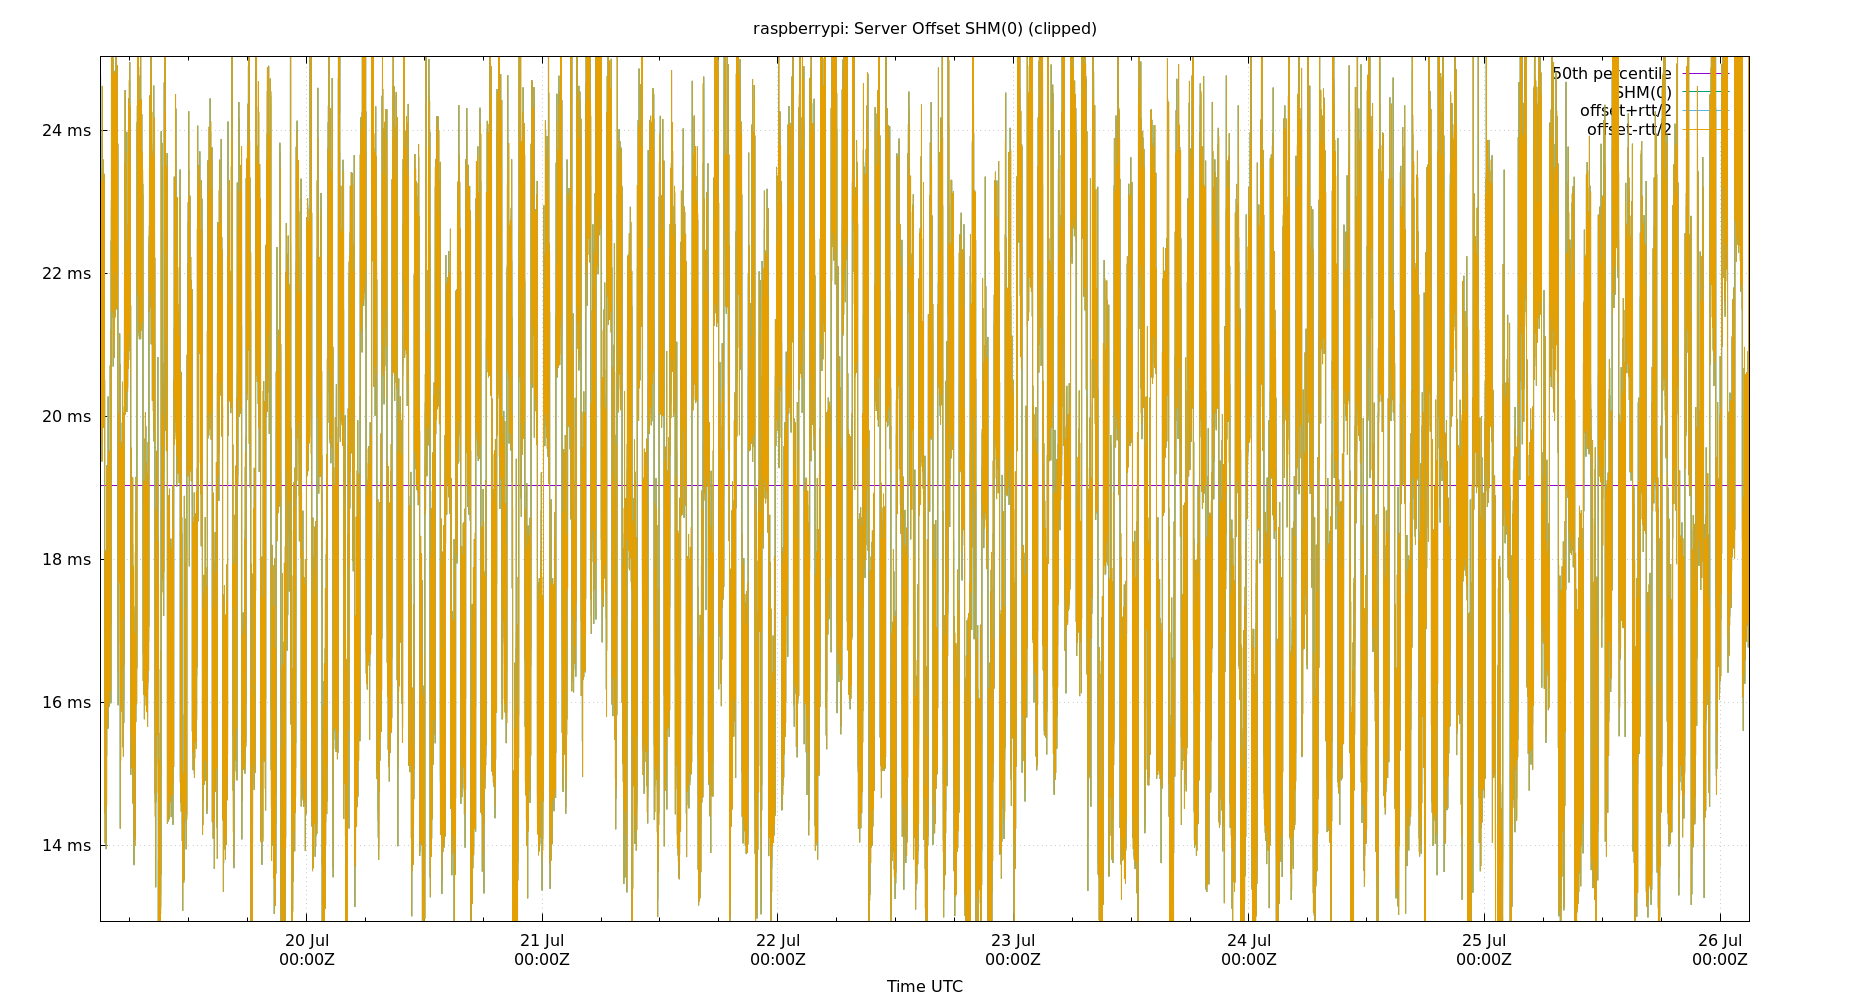 raspberrypi: Server Offset SHM(0) (clipped)
50th percentile
SHM(0)
offset+rtt/2
offset-rtt/2
24 ms
22 ms
20 ms
18 ms
16 ms
14 ms
20 Jul 21 Jul 22 Jul 23 Jul 24 Jul 25 Jul 26 Jul
00:00Z 00:00Z 00:00Z 00:00Z 00:00Z 00:00Z 00:00Z
Time UTC